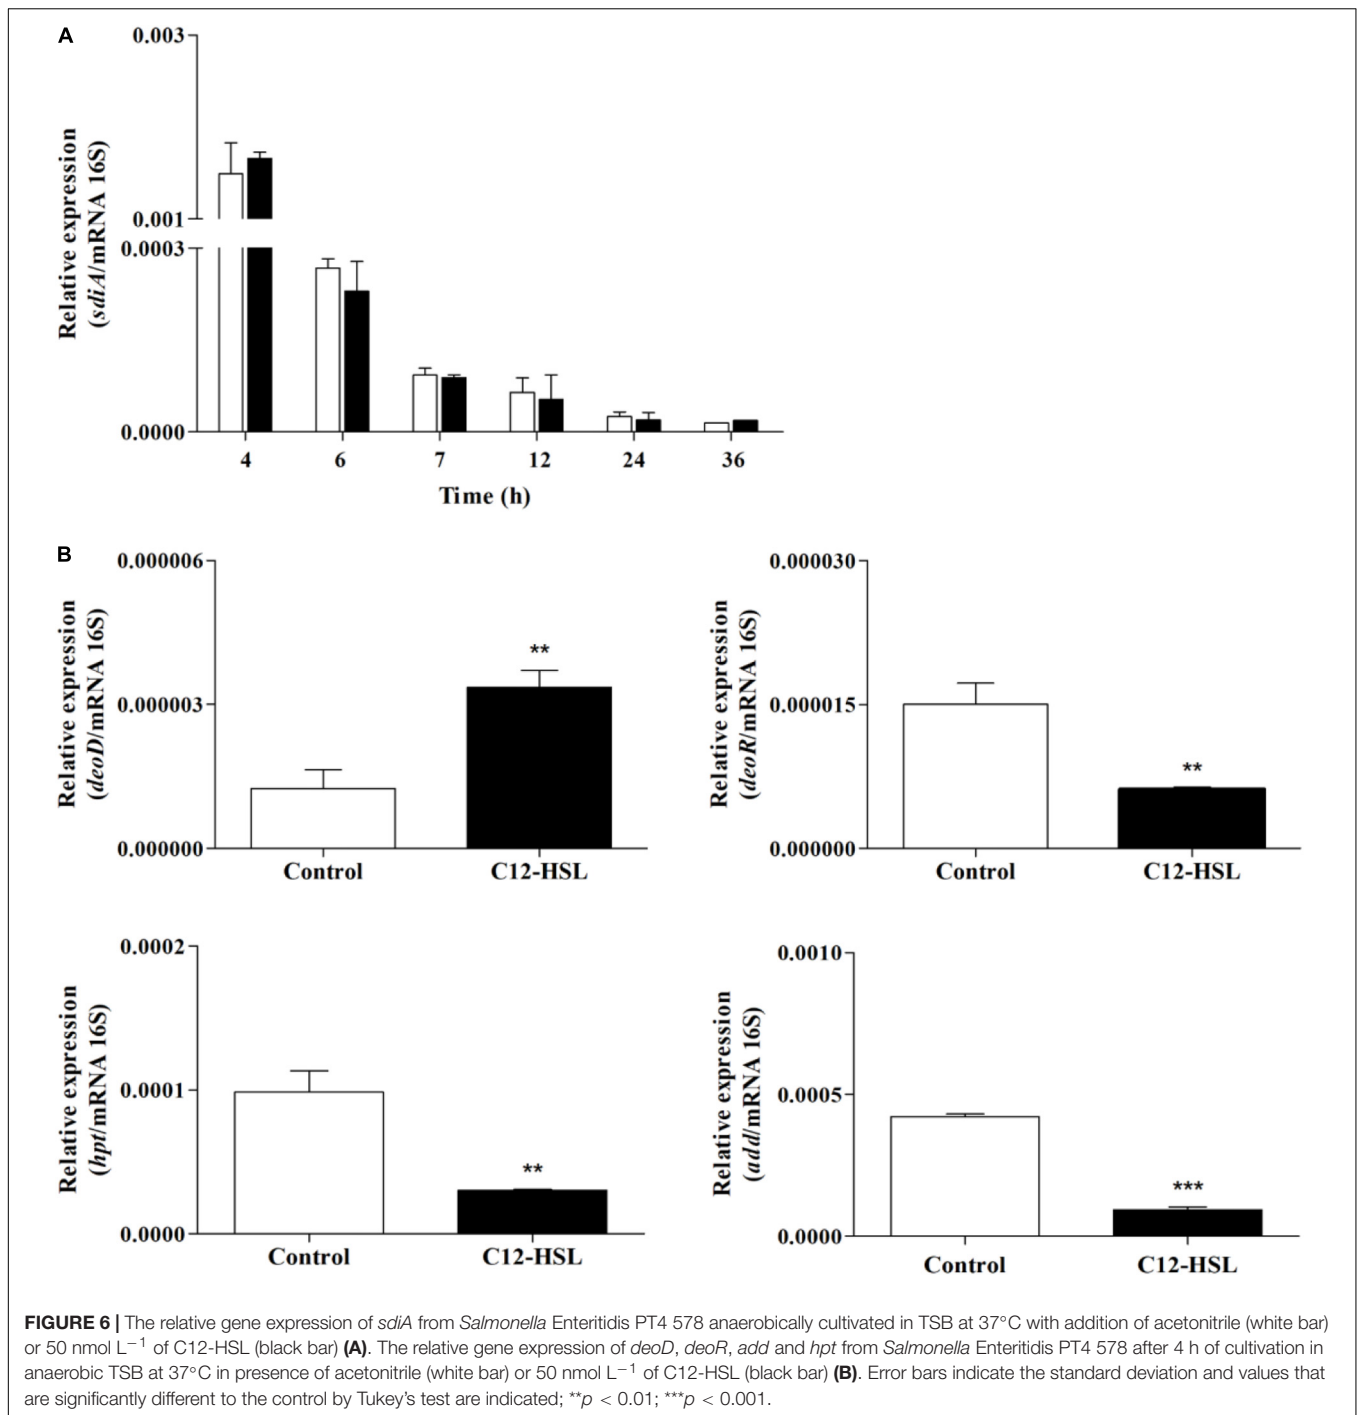 A
0.003
0.001
0.0003
0.0000
Relative expression
(sdiA/mRNA 16S)
4 6 7 12 24 36
Time (h)
B
0.000006
0.000003
0.000000
Relative expression
(deoD/mRNA 16S)
**
Control C12-HSL
0.000030
0.000015
0.000000
Relative expression
(deoR/mRNA 16S)
**
Control C12-HSL
0.0002
0.0001
0.0000
Relative expression
(hpt/mRNA 16S)
**
Control C12-HSL
0.0010
0.0005
0.0000
Relative expression
(add/mRNA 16S)
***
Control C12-HSL
FIGURE 6 | The relative gene expression of sdiA from Salmonella Enteritidis PT4 578 anaerobically cultivated in TSB at 37°C with addition of acetonitrile (white bar)
or 50 nmol L−1 of C12-HSL (black bar) (A). The relative gene expression of deoD, deoR, add and hpt from Salmonella Enteritidis PT4 578 after 4 h of cultivation in
anaerobic TSB at 37°C in presence of acetonitrile (white bar) or 50 nmol L−1 of C12-HSL (black bar) (B). Error bars indicate the standard deviation and values that
are significantly different to the control by Tukey's test are indicated; **p < 0.01; ***p < 0.001.